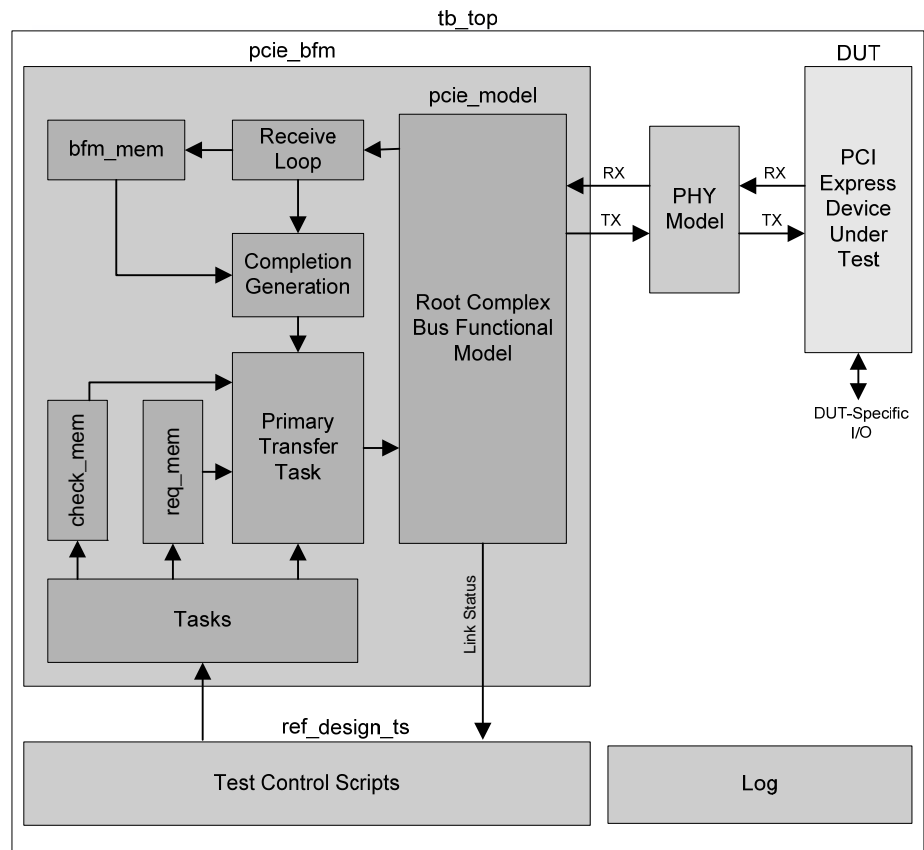 tb_top
pcie_bfm
DUT
pcie_model
bfm_mem
Receive
Loop
Completion
Generation
check_mem
req_mem
Primary
Transfer
Task
Tasks
Root Complex
Bus Functional
Model
RX
TX
PHY
Model
RX
TX
PCI
Express
Device
Under
Test
DUT-Specific
I/O
Link Status
ref_design_ts
Test Control Scripts
Log